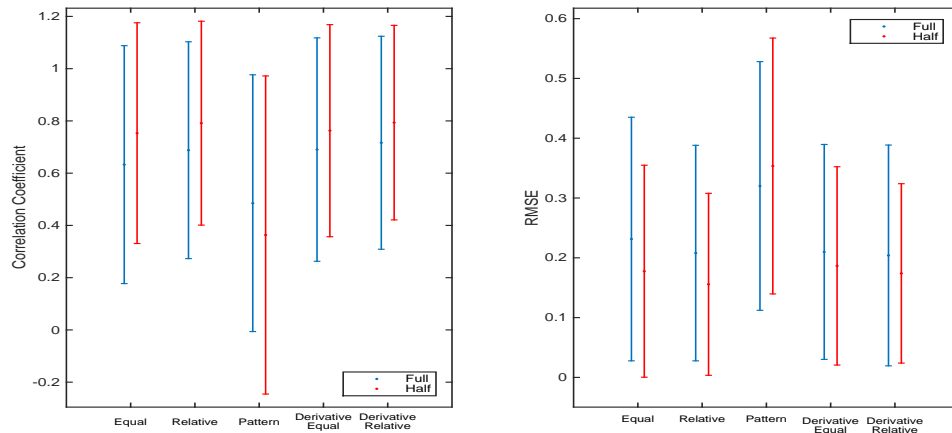 1.2
1
0.8
0.6
0.4
0.2
0
-0.2
Correlation Coefficient
Full
Half
Equal
Relative
Pattern
Derivative
Equal
Derivative
Relative
0.6
0.5
0.4
0.3
0.2
0.1
0
RMSE
Full
Half
Equal
Relative
Pattern
Derivative
Equal
Derivative
Relative